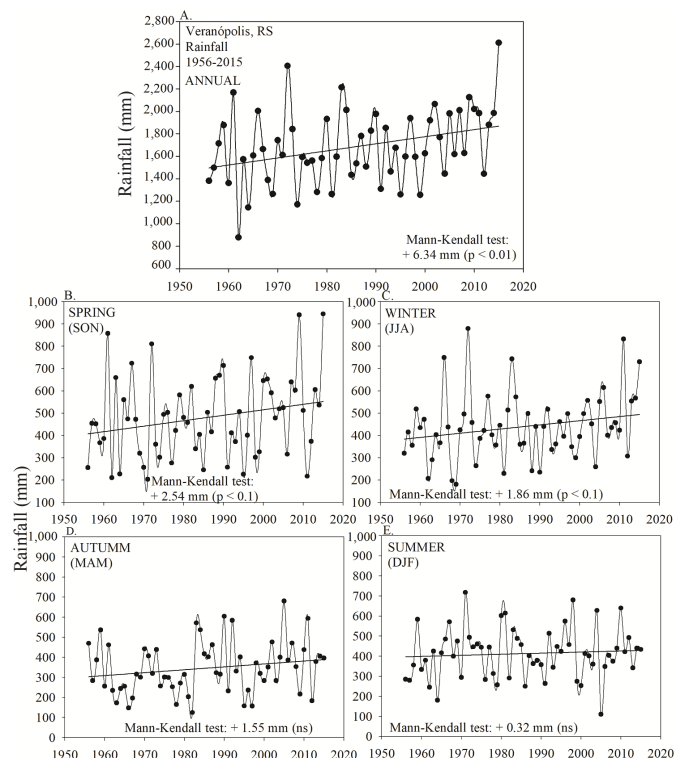 A.
2,800
2,600
2,400
2,200
2,000
1,800
1,600
1,400
1,200
1,000
800
600
Rainfall (mm)
Veranópolis, RS
Rainfall
1956-2015
ANNUAL
Mann-Kendall test:
+ 6.34 mm (p < 0.01)
1950 1960 1970 1980 1990 2000 2010 2020
B.
1,000
900
800
700
600
500
400
300
200
100
SPRING
(SON)
Mann-Kendall test:
+ 2.54 mm (p < 0.1)
1950 1960 1970 1980 1990 2000 2010 2020
C.
1,000
900
800
700
600
500
400
300
200
100
WINTER
(JJA)
Mann-Kendall test: + 1.86 mm (p < 0.1)
1950 1960 1970 1980 1990 2000 2010 2020
Rainfall (mm)
D.
1,000
900
800
700
600
500
400
300
200
100
0
AUTUMM
(MAM)
Mann-Kendall test: + 1.55 mm (ns)
1950 1960 1970 1980 1990 2000 2010 2020
E.
1,000
900
800
700
600
500
400
300
200
100
0
SUMMER
(DJF)
Mann-Kendall test: + 0.32 mm (ns)
1950 1960 1970 1980 1990 2000 2010 2020